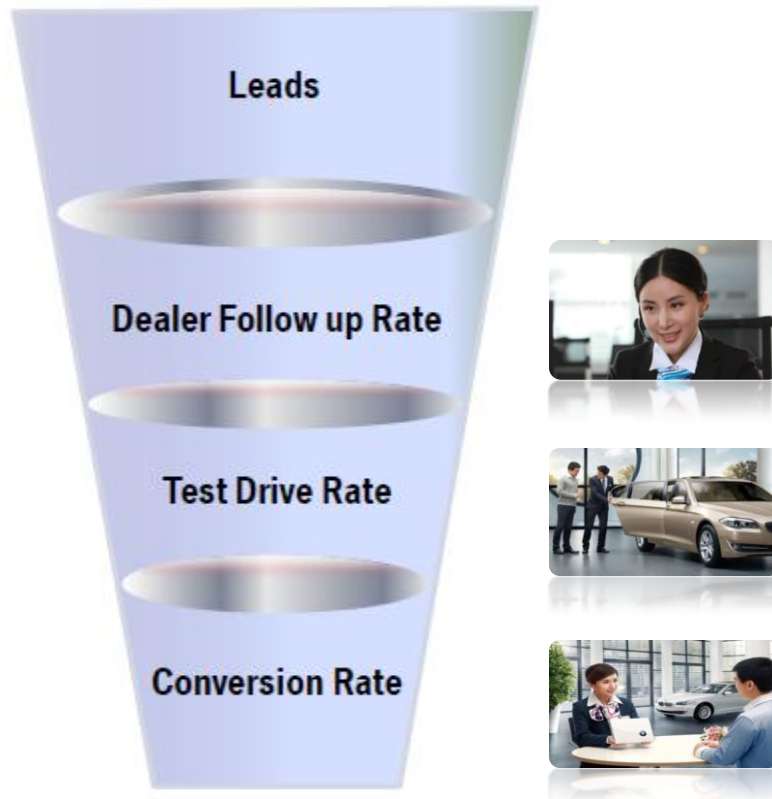 Leads
Dealer Follow up Rate
Test Drive Rate
Conversion Rate